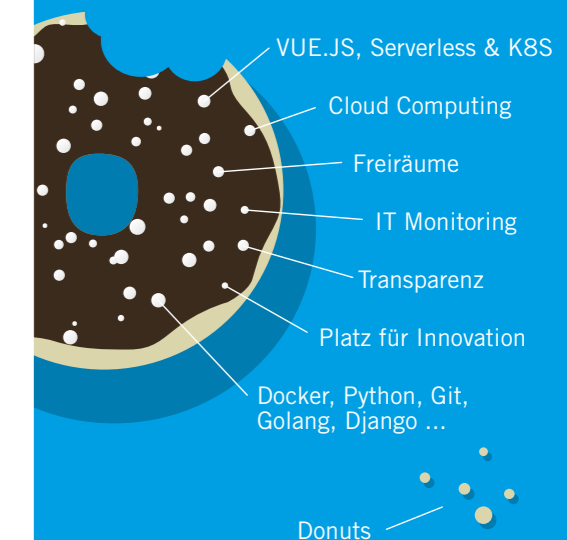 VUE.JS, Serverless & K8S
Cloud Computing
Freiräume
IT Monitoring
Transparenz
Platz für Innovation
Docker, Python, Git,
Golang, Django ...
Donuts